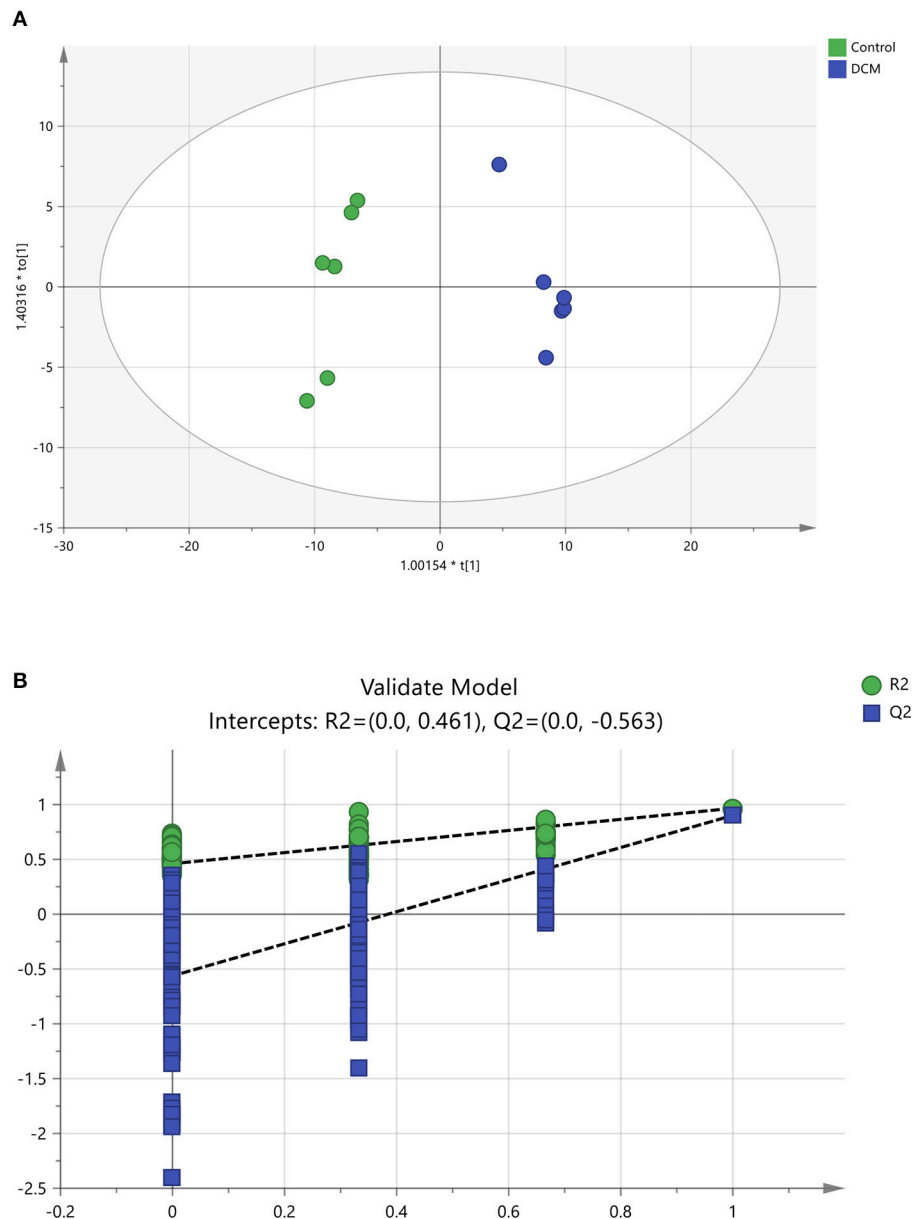 A
Control
DCM
10
5
0
-5
-10
-15
-30
-20
-10
0
10
20
1.40316 * to[1]
1.00154 * t[1]
B
Validate Model
Intercepts: R2=(0.0, 0.461), Q2=(0.0, -0.563)
R2
Q2
1
0.5
0
-0.5
-1
-1.5
-2
-2.5
-0.2
0
0.2
0.4
0.6
0.8
1